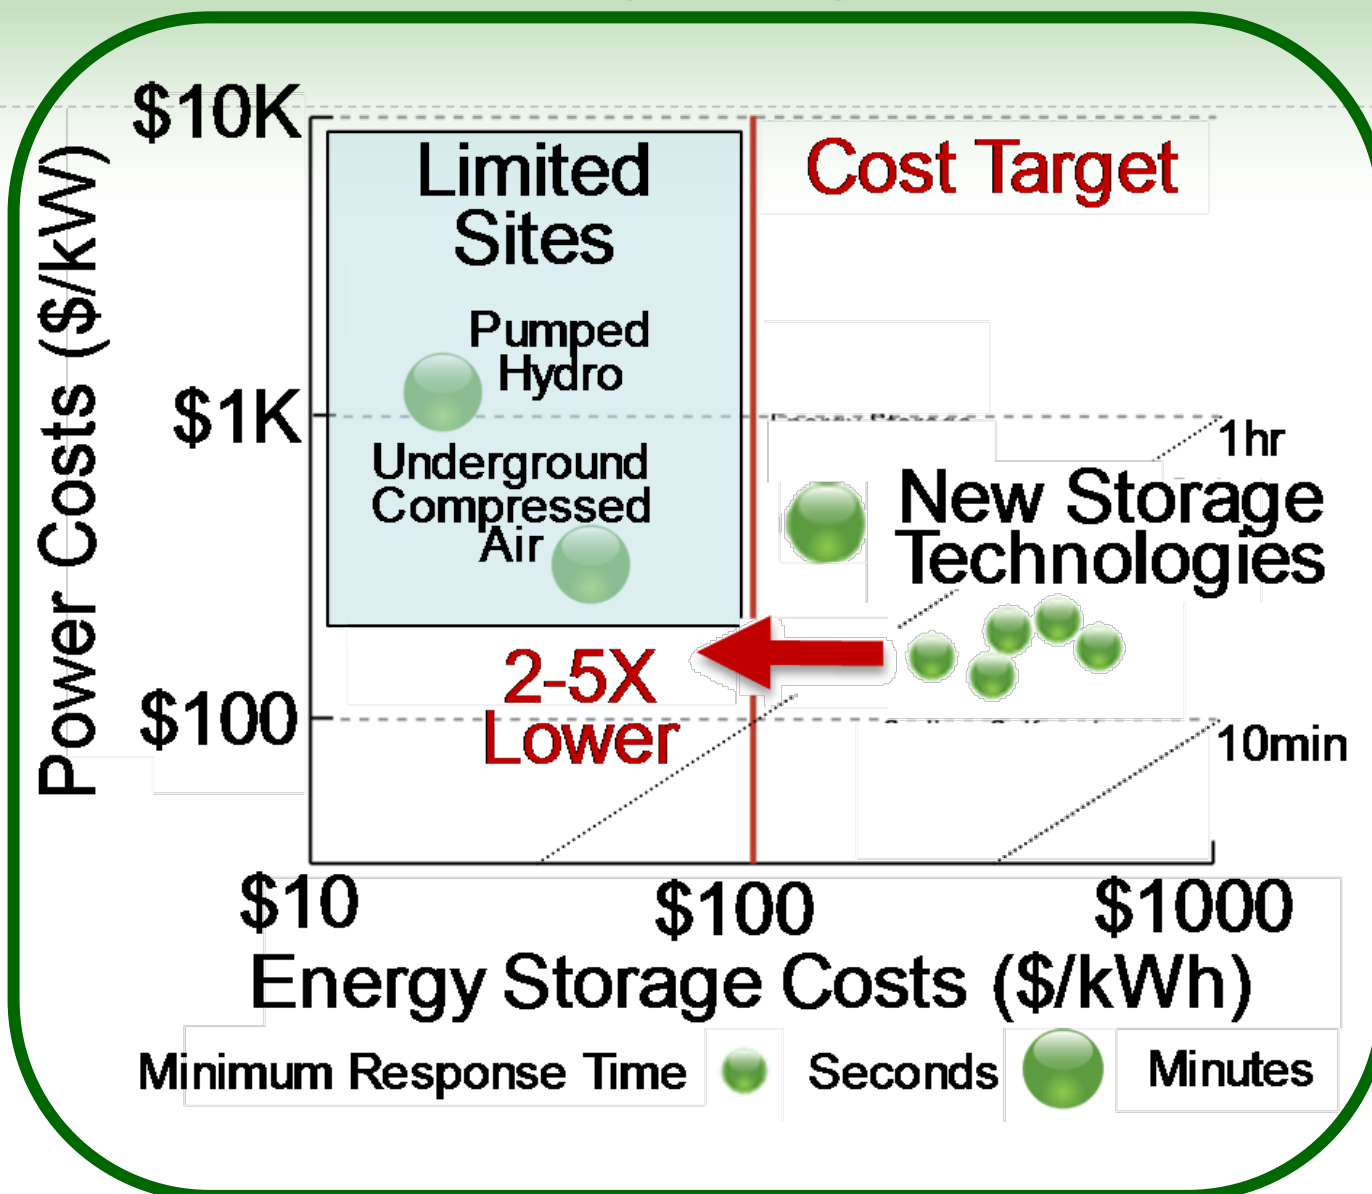 $10K
Limited
Sites
Cost Target
Power Costs ($/kW)
Pumped
Hydro
$1K
1hr
Underground
Compressed
Air
New Storage
Technologies
2-5X
Lower
$100
10min
$10
$100
$1000
Energy Storage Costs ($/kWh)
Minimum Response Time
Seconds
Minutes